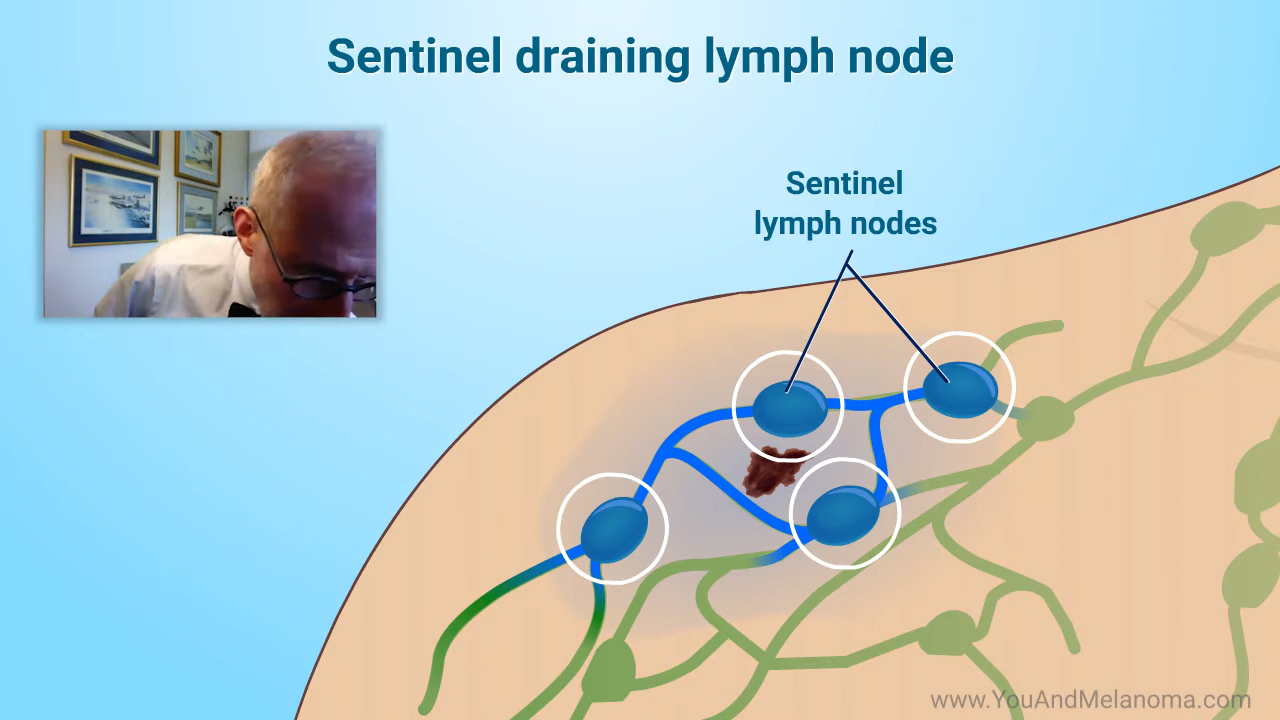 Sentinel draining lymph node
Sentinel
lymph nodes
www.YouAndMelanoma.com